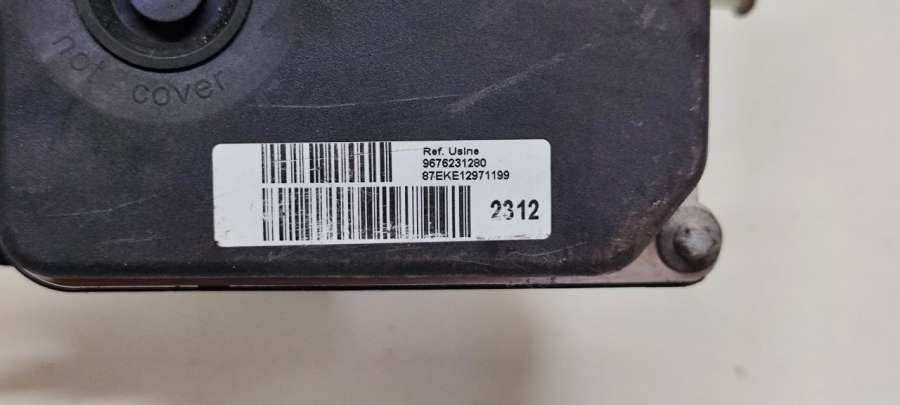 not cover
Ref. Usine
9676231280
87EKE12971199
2312